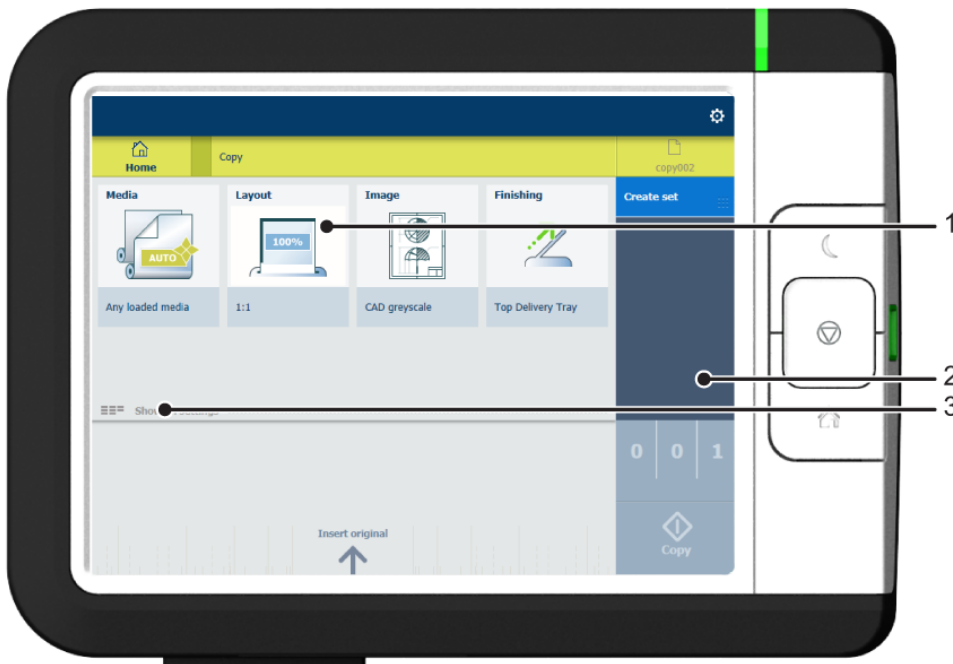 Home
Copy
copy002
Media
Layout
Image
Finishing
Create set
AUTO
100%
Any loaded media
1:1
CAD greyscale
Top Delivery Tray
1
2
3
0 0 1
Insert original
Copy